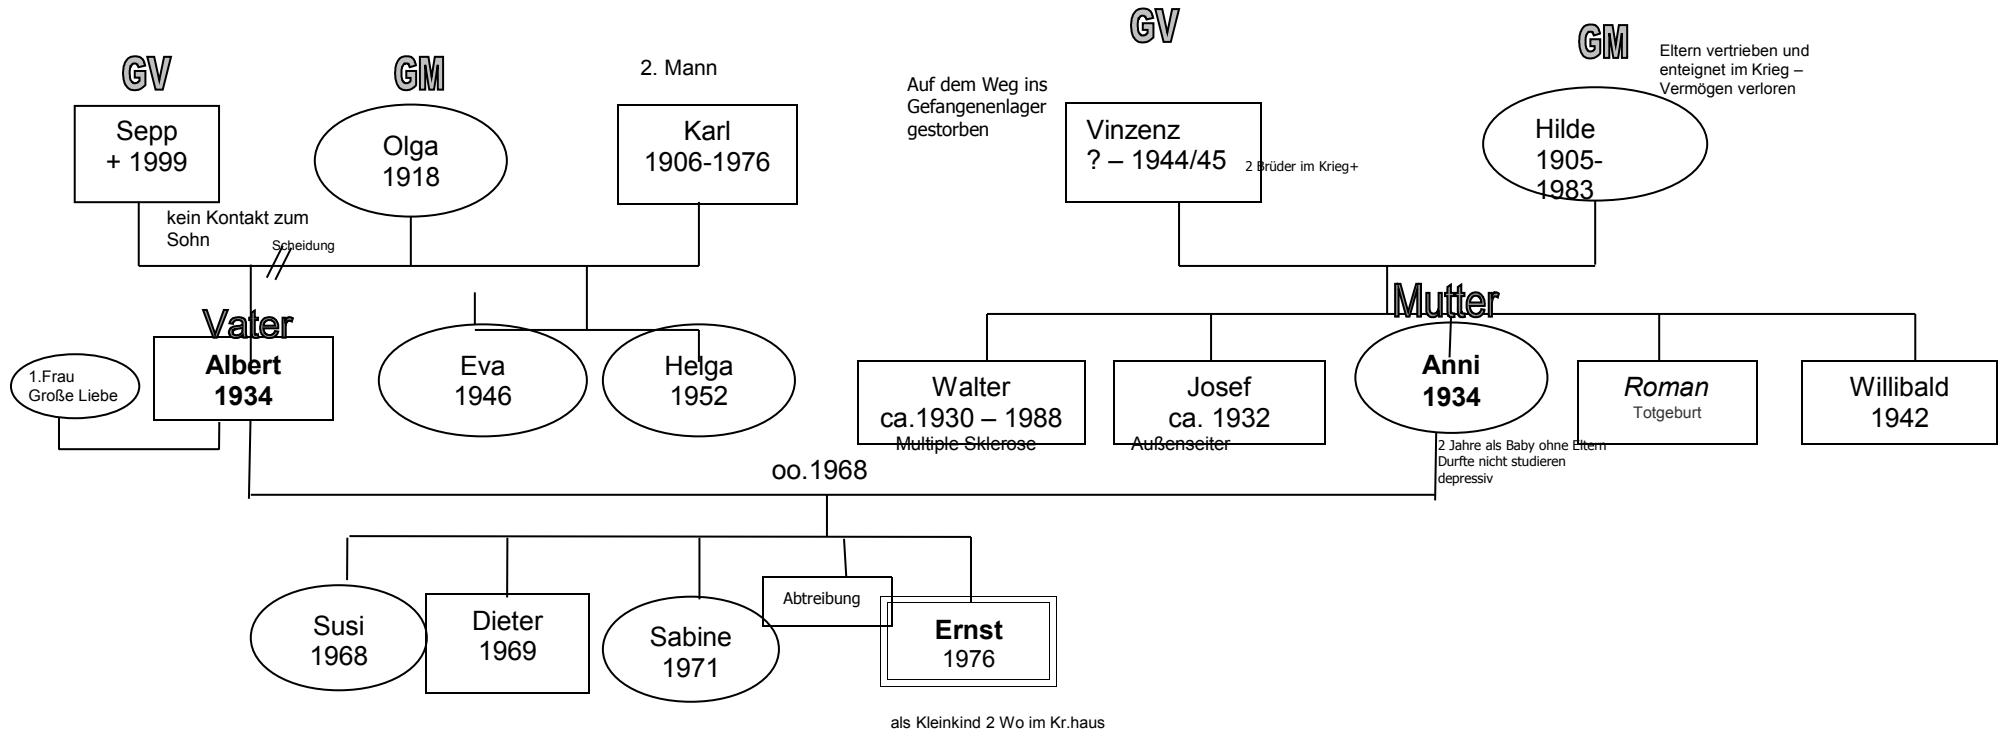 GV
GV
GM
GM
2. Mann
Eltern vertrieben und
enteignet im Krieg –
Vermögen verloren
Auf dem Weg ins
Gefangenenlager
gestorben
Sepp
+ 1999
Olga
1918
Karl
1906-1976
Vinzenz
? – 1944/45
2 Brüder im Krieg+
Hilde
1905-
1983
kein Kontakt zum
Sohn
Scheidung
Vater
Mutter
1.Frau
Große Liebe
Albert
1934
Eva
1946
Helga
1952
Walter
ca.1930 – 1988
Multiple Sklerose
Josef
ca. 1932
Außenseiter
Anni
1934
2 Jahre als Baby ohne Eltern
Durfte nicht studieren
depressiv
Roman
Totgeburt
Willibald
1942
oo.1968
Susi
1968
Dieter
1969
Sabine
1971
Abtreibung
Ernst
1976
als Kleinkind 2 Wo im Kr.haus